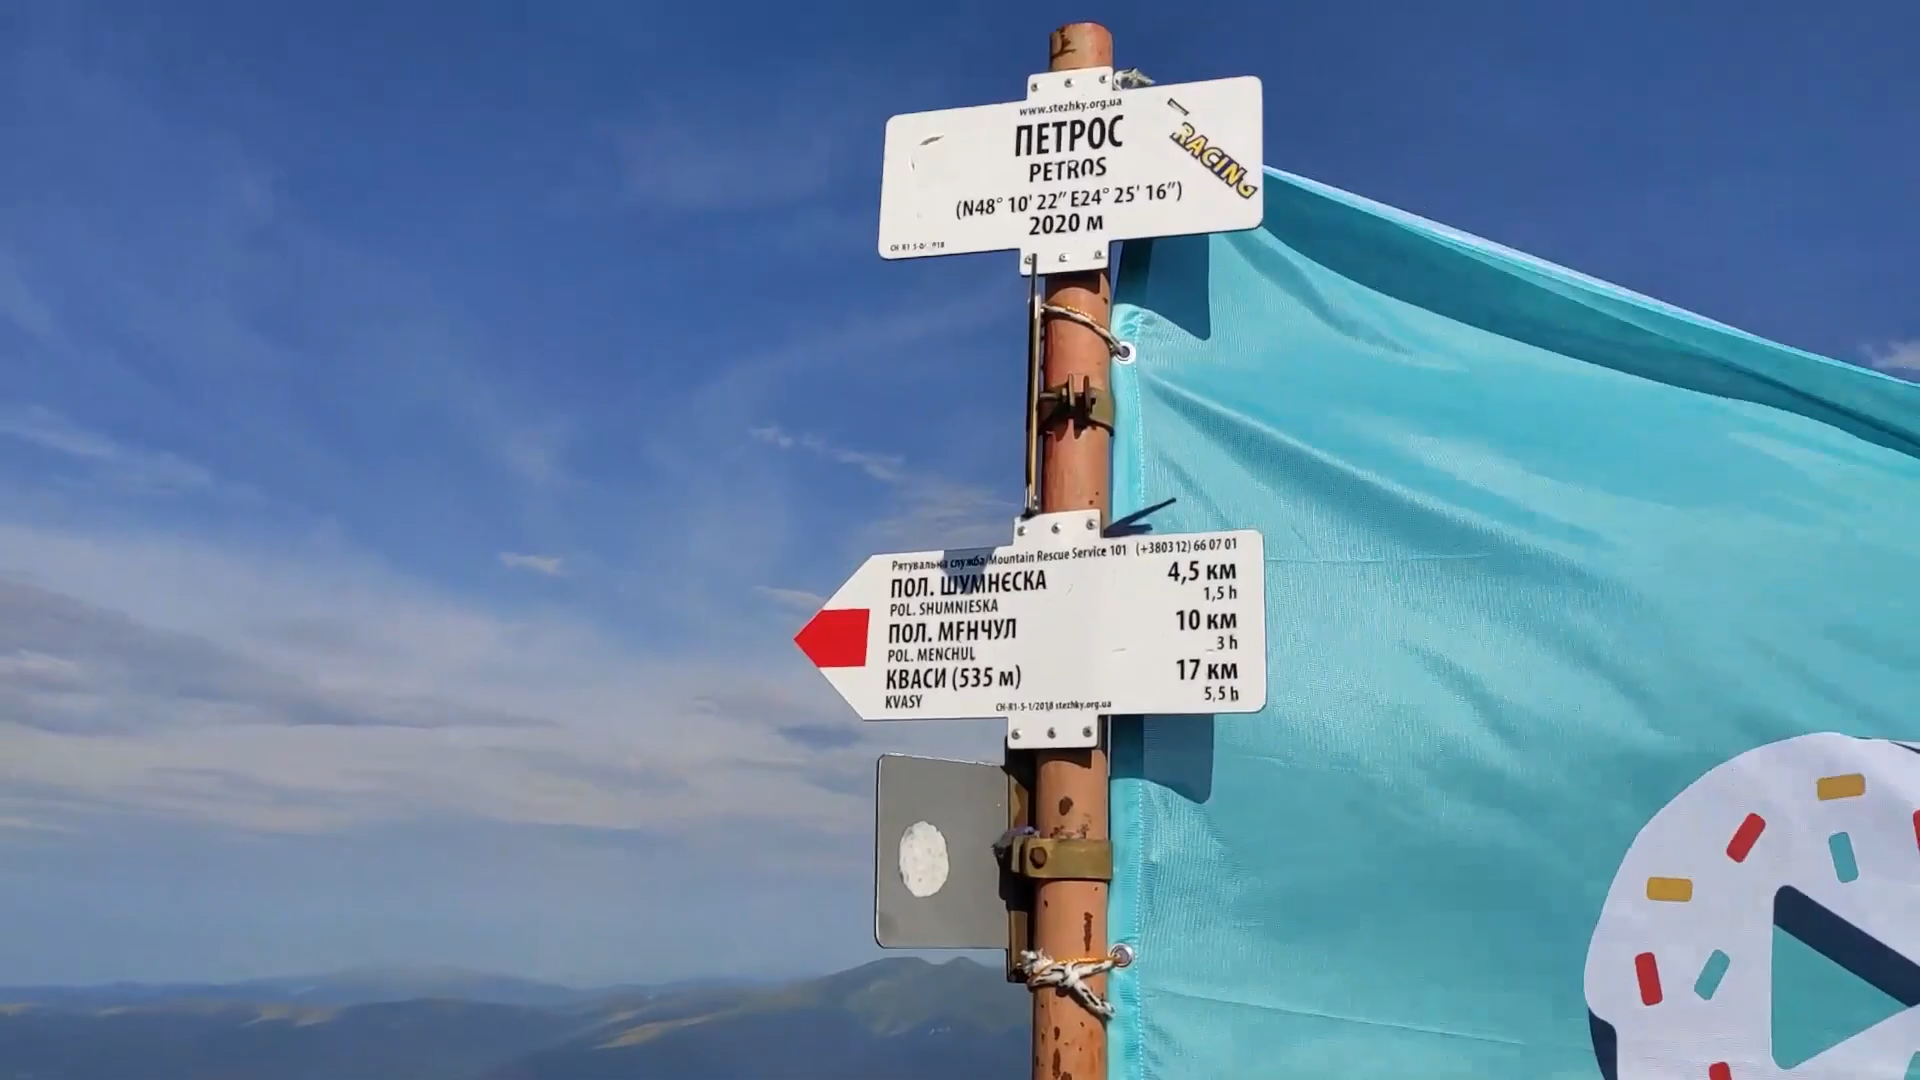 www.stezhky.org.ua
ПЕТРОС
PETROS
(N48° 10' 22" E24° 25' 16")
2020 м
RACING
Рятувальна служба/Mountain Rescue Service 101 (+380312) 66 07 01
ПОЛ. ШУМНЄСКА 4,5 км
POL. SHUMNIESKA 1,5 h
ПОЛ. МЕНЧУЛ 10 км
POL. MENCHUL 3 h
КВАСИ (535 м) 17 км
KVASY 5,5 h
CH-R1-5-1/2018 stezhky.org.ua